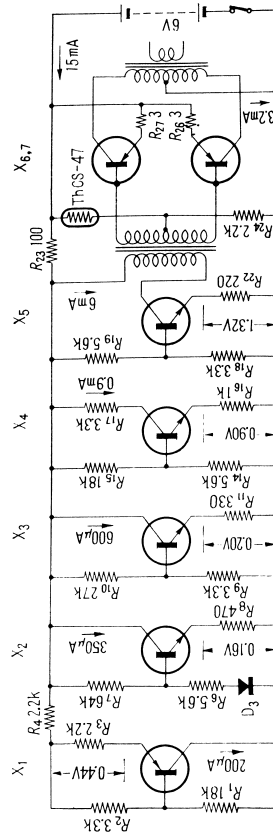 X₁
X₂
X₃
X₄
X₅
X₆,₇
R₄ 2.2k
R₂₃ 100
15mA
6V
0.44V
R₃ 2.2k
R₂ 3.3k
200μA
R₁ 18k
350μA
R₇ 64k
R₆ 5.6k
D₃
R₈ 470
0.16V
600μA
R₁₀ 27k
R₉ 3.3k
R₁₁ 330
0.20V
0.9mA
R₁₇ 3.3k
R₁₅ 18k
R₁₄ 5.6k
R₁₆ 1k
0.90V
6mA
R₁₉ 5.6k
R₁₈ 3.3k
R₂₂ 220
1.32V
ThCS-47
R₂₄ 2.2k
R₂₇ 3
R₂₆ 3
3.2mA